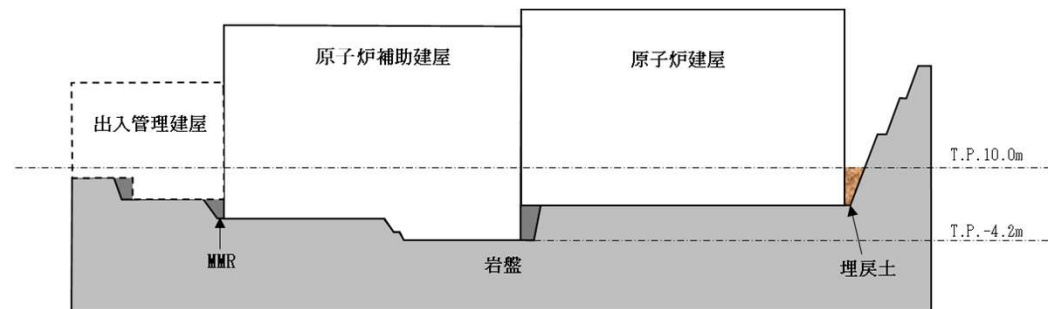 原子炉補助建屋
原子炉建屋
出入管理建屋
T.P.10.0m
T.P.-4.2m
MMR
岩盤
埋戻土